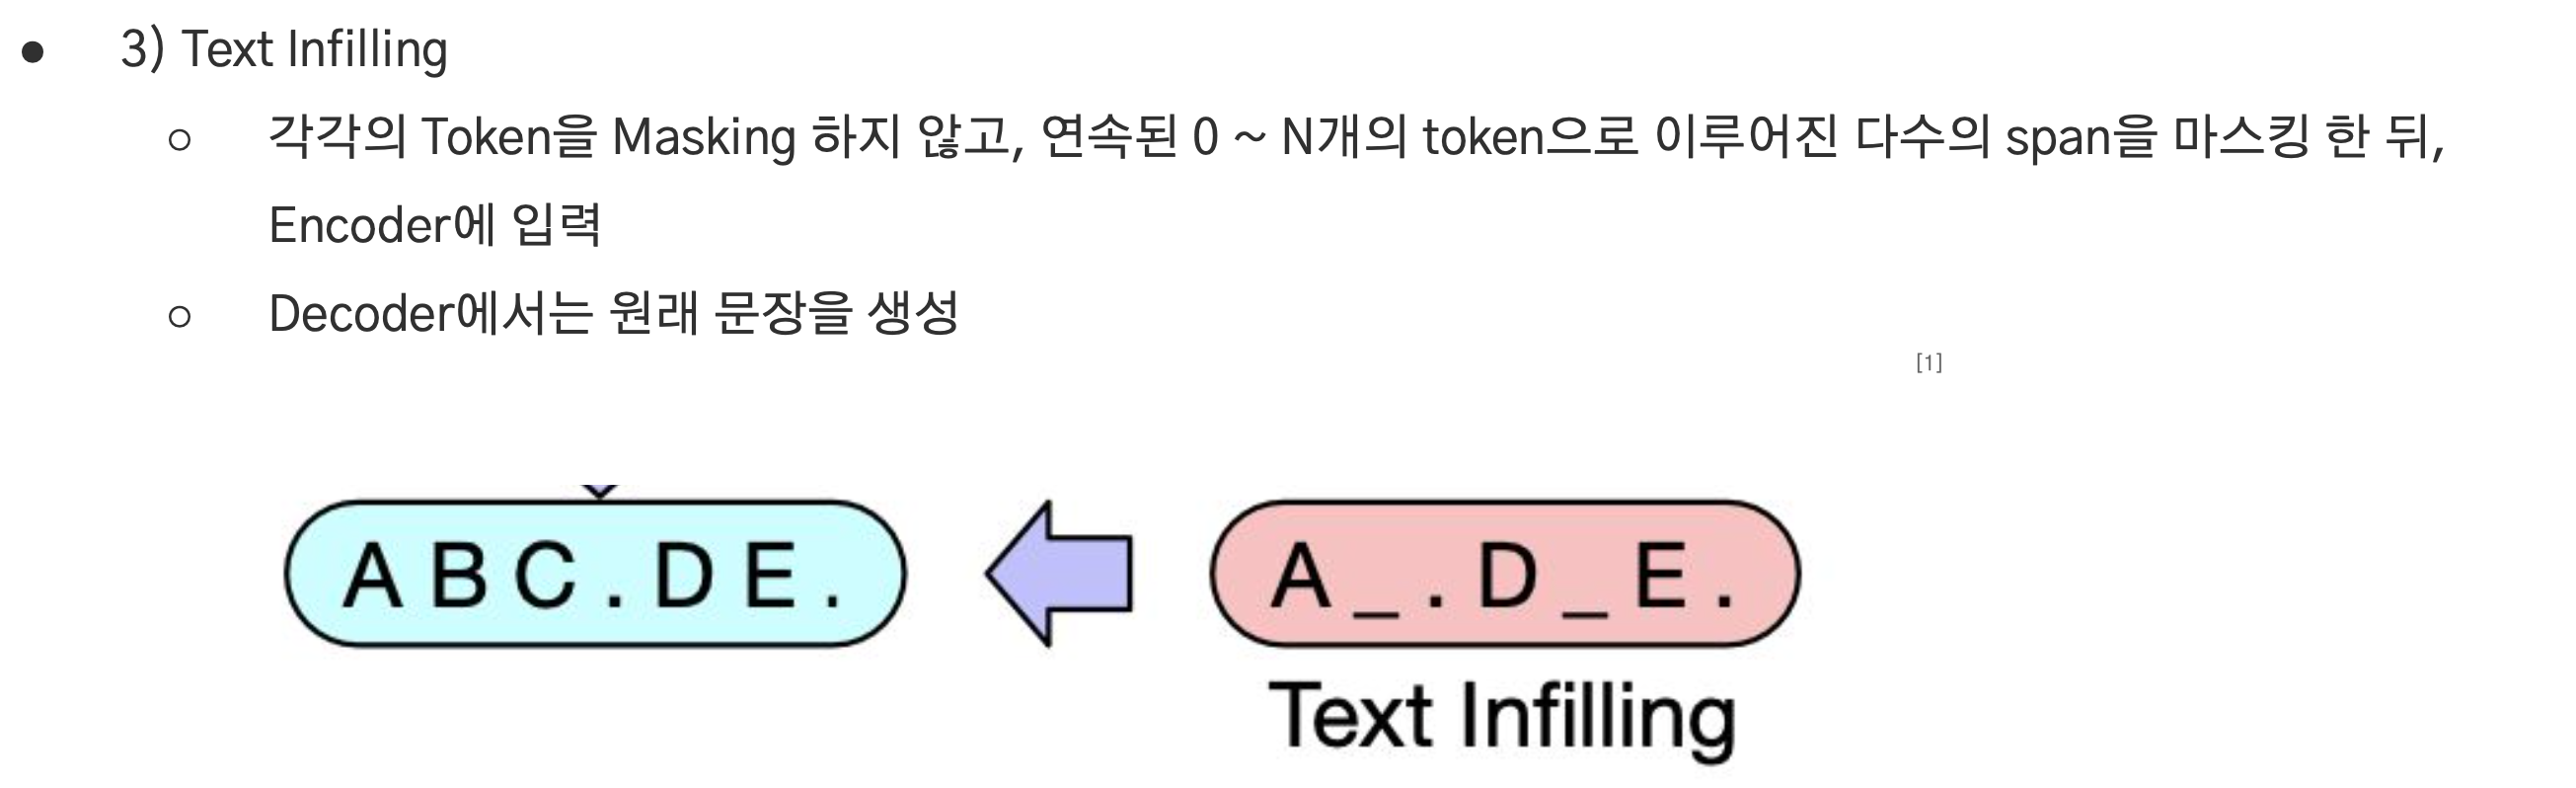 ● 3) Text Infilling
○ 각각의 Token을 Masking 하지 않고, 연속된 0 ~ N개의 token으로 이루어진 다수의 span을 마스킹 한 뒤,
Encoder에 입력
○ Decoder에서는 원래 문장을 생성
[1]
A B C . D E .
A _ . D _ E .
Text Infilling